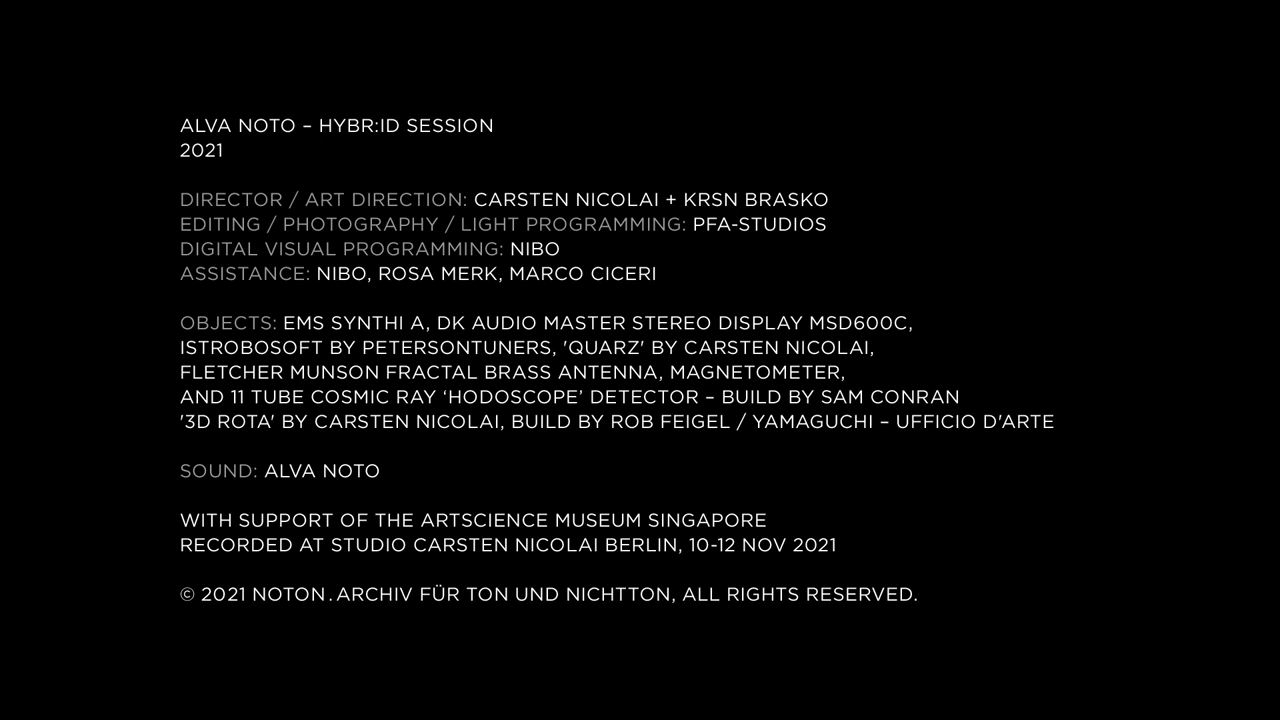 ALVA NOTO – HYBR:ID SESSION
2021
DIRECTOR / ART DIRECTION: CARSTEN NICOLAI + KRSN BRASKO
EDITING / PHOTOGRAPHY / LIGHT PROGRAMMING: PFA-STUDIOS
DIGITAL VISUAL PROGRAMMING: NIBO
ASSISTANCE: NIBO, ROSA MERK, MARCO CICERI
OBJECTS: EMS SYNTHI A, DK AUDIO MASTER STEREO DISPLAY MSD600C,
ISTROBOSOFT BY PETERSONTUNERS, 'QUARZ' BY CARSTEN NICOLAI,
FLETCHER MUNSON FRACTAL BRASS ANTENNA, MAGNETOMETER,
AND 11 TUBE COSMIC RAY ‘HODOSCOPE’ DETECTOR – BUILD BY SAM CONRAN
'3D ROTA' BY CARSTEN NICOLAI, BUILD BY ROB FEIGEL / YAMAGUCHI – UFFICIO D'ARTE
SOUND: ALVA NOTO
WITH SUPPORT OF THE ARTSCIENCE MUSEUM SINGAPORE
RECORDED AT STUDIO CARSTEN NICOLAI BERLIN, 10-12 NOV 2021
© 2021 NOTON.ARCHIV FÜR TON UND NICHTTON, ALL RIGHTS RESERVED.